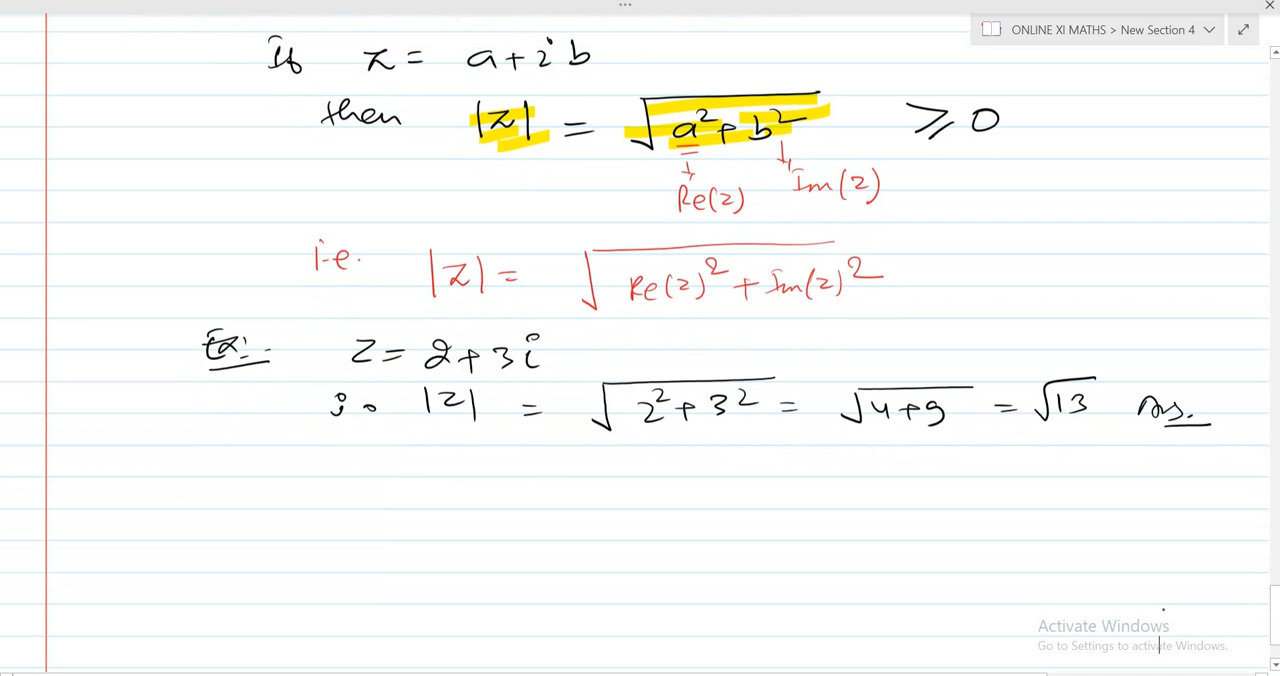 ONLINE XI MATHS > New Section 4
If z = a + i b
then |z| = √(a² + b²) ⩾ 0
Re(z) Im(z)
i.e. |z| = √(Re(z)² + Im(z)²)
Ex:- z = 2 + 3i
|z| = √(2² + 3²) = √(4+9) = √13 Ans.
Activate Windows
Go to Settings to activate Windows.